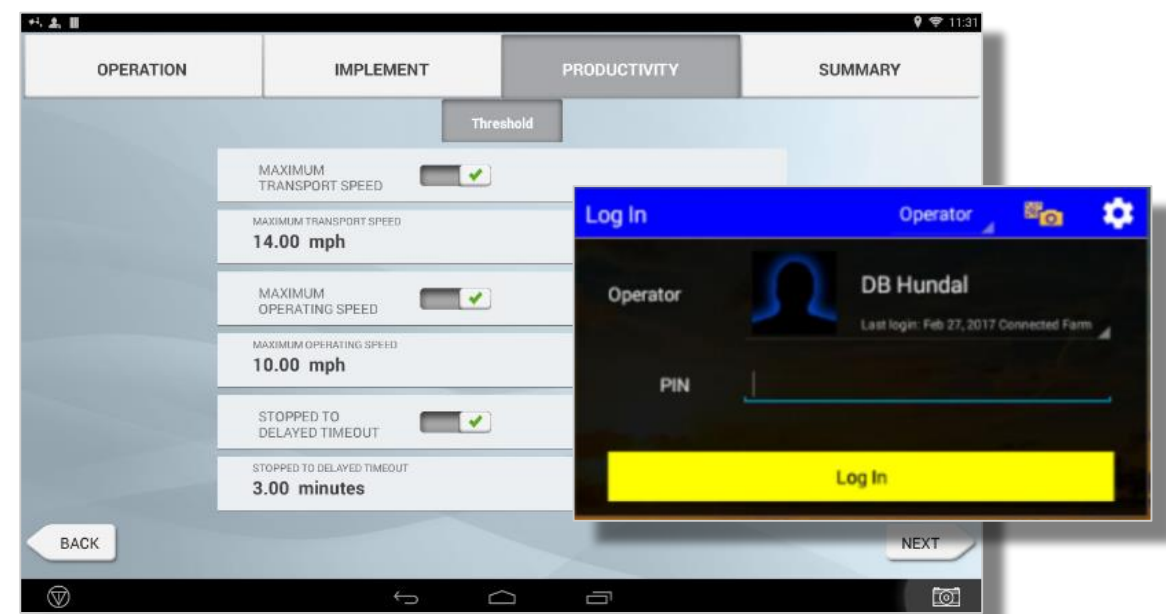 11:31
OPERATION
IMPLEMENT
PRODUCTIVITY
SUMMARY
Threshold
MAXIMUM
TRANSPORT SPEED
MAXIMUM TRANSPORT SPEED
14.00 mph
MAXIMUM
OPERATING SPEED
MAXIMUM OPERATING SPEED
10.00 mph
STOPPED TO
DELAYED TIMEOUT
STOPPED TO DELAYED TIMEOUT
3.00 minutes
BACK
NEXT
Log In
Operator
Operator
DB Hundal
Last login: Feb 27, 2017 Connected Farm
PIN
Log In